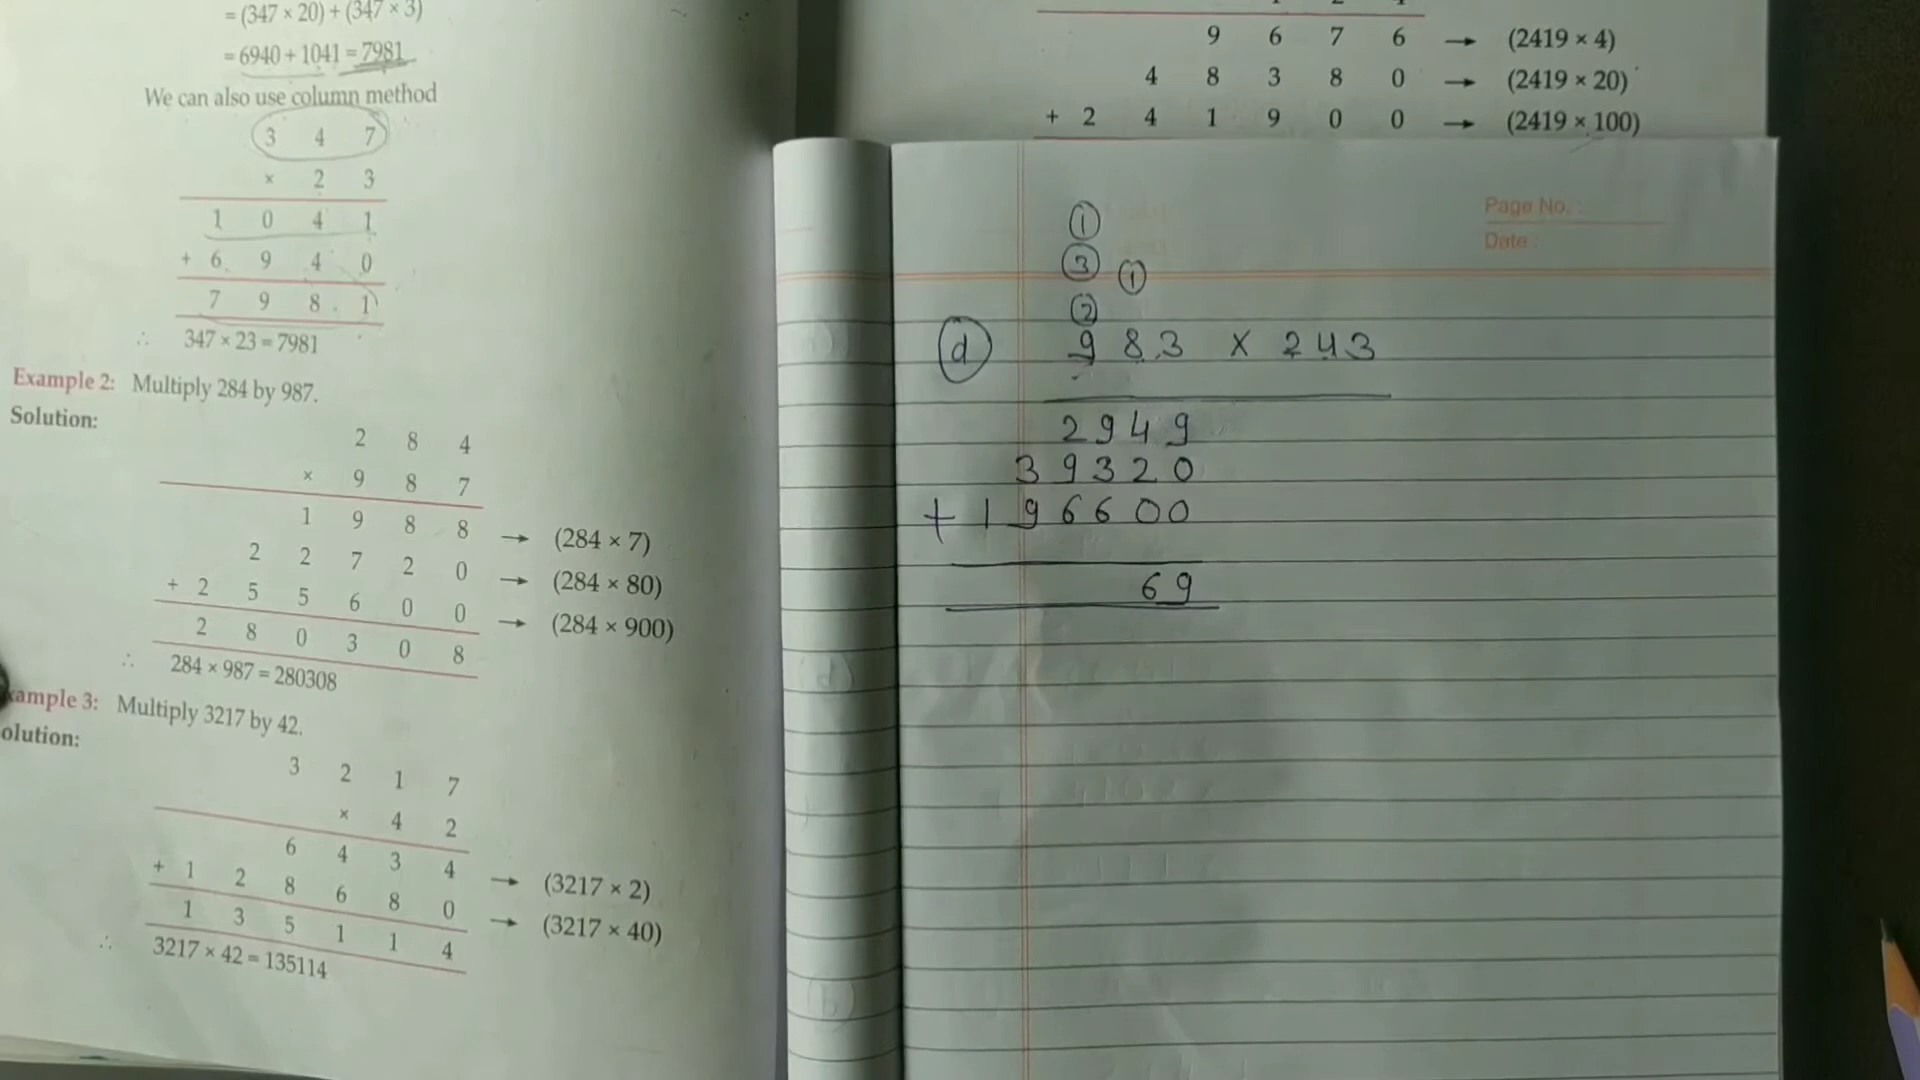 = (347 × 20) + (347 × 3)
= 6940 + 1041 = 7981
We can also use column method
3 4 7
× 2 3
1 0 4 1
+ 6 9 4 0
7 9 8 1
∴ 347 × 23 = 7981
Example 2: Multiply 284 by 987.
Solution:
2 8 4
× 9 8 7
1 9 8 8 → (284 × 7)
2 2 7 2 0 → (284 × 80)
+ 2 5 5 6 0 0 → (284 × 900)
2 8 0 3 0 8
∴ 284 × 987 = 280308
xample 3: Multiply 3217 by 42.
olution:
3 2 1 7
× 4 2
6 4 3 4 → (3217 × 2)
+ 1 2 8 6 8 0 → (3217 × 40)
1 3 5 1 1 4
∴ 3217 × 42 = 135114
9 6 7 6 → (2419 × 4)
4 8 3 8 0 → (2419 × 20)
+ 2 4 1 9 0 0 → (2419 × 100)
Page No. :
Date :
1
3 1
2
d 983 × 243
2949
39320
+ 196600
69